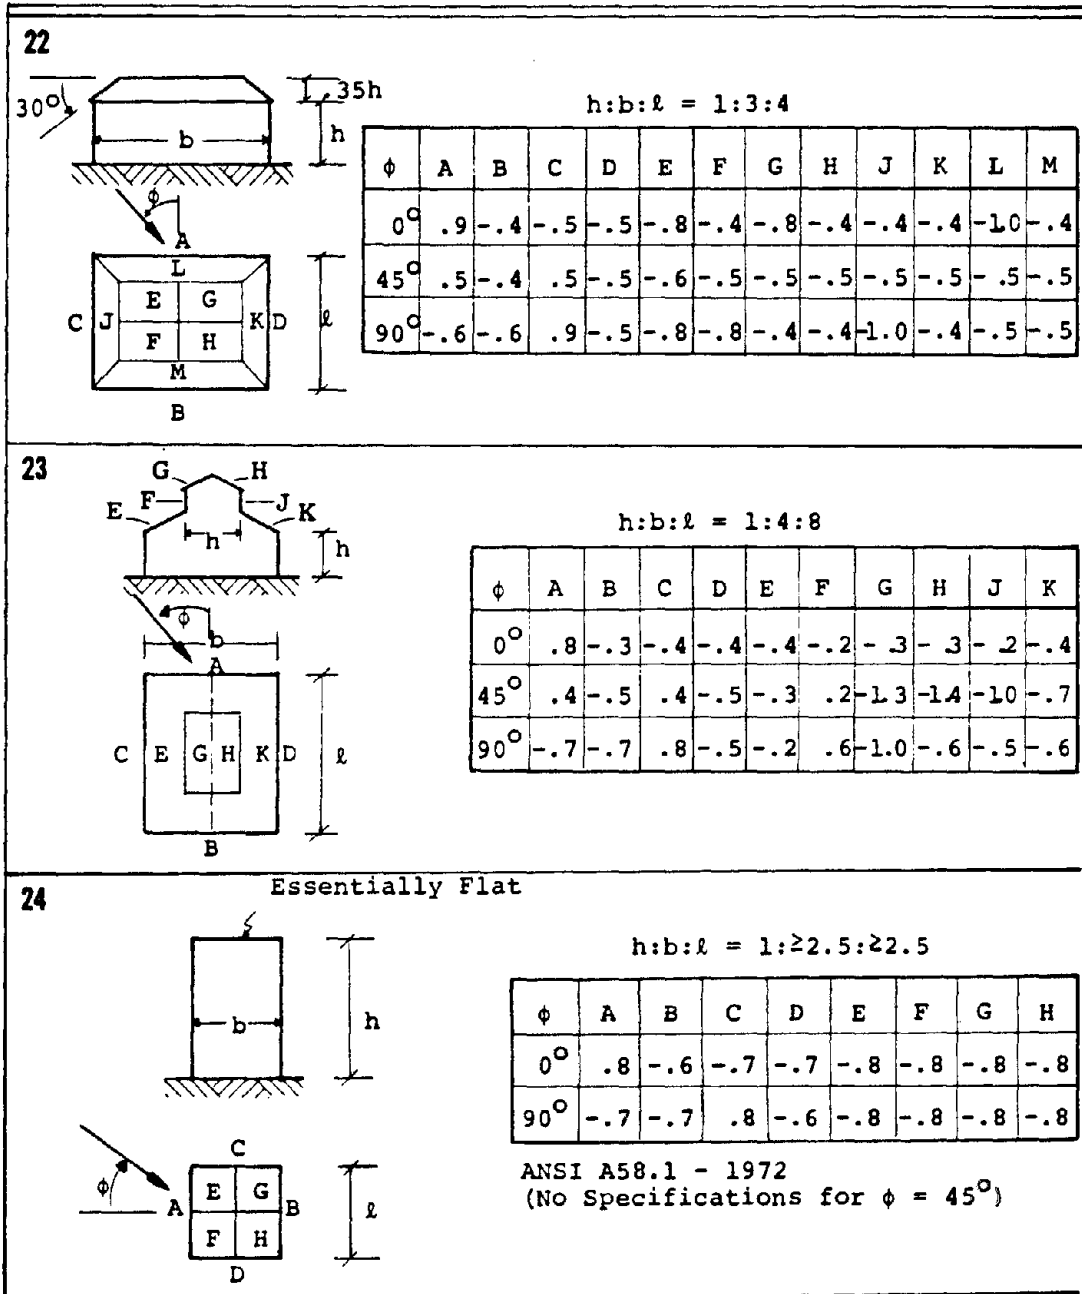 22
30° 35h
h
b
h:b:ℓ = 1:3:4
ϕ A B C D E F G H J K L M
0° .9 -.4 -.5 -.5 -.8 -.4 -.8 -.4 -.4 -.4 -1.0 -.4
45° .5 -.4 .5 -.5 -.6 -.5 -.5 -.5 -.5 -.5 -.5 -.5
90° -.6 -.6 .9 -.5 -.8 -.8 -.4 -.4 -1.0 -.4 -.5 -.5
ϕ
A
L
E G
C J K D ℓ
F H
M
B
23
G H
F J
E K
h h
h:b:ℓ = 1:4:8
ϕ A B C D E F G H J K
0° .8 -.3 -.4 -.4 -.4 -.2 -.3 -.3 -.2 -.4
45° .4 -.5 .4 -.5 -.3 .2 -1.3 -1.4 -1.0 -.7
90° -.7 -.7 .8 -.5 -.2 .6 -1.0 -.6 -.5 -.6
ϕ
b
A
C E G H K D ℓ
B
24
Essentially Flat
b h
h:b:ℓ = 1:≥2.5:≥2.5
ϕ A B C D E F G H
0° .8 -.6 -.7 -.7 -.8 -.8 -.8 -.8
90° -.7 -.7 .8 -.6 -.8 -.8 -.8 -.8
ANSI A58.1 - 1972
(No Specifications for ϕ = 45°)
C
ϕ
E G
A B ℓ
F H
D